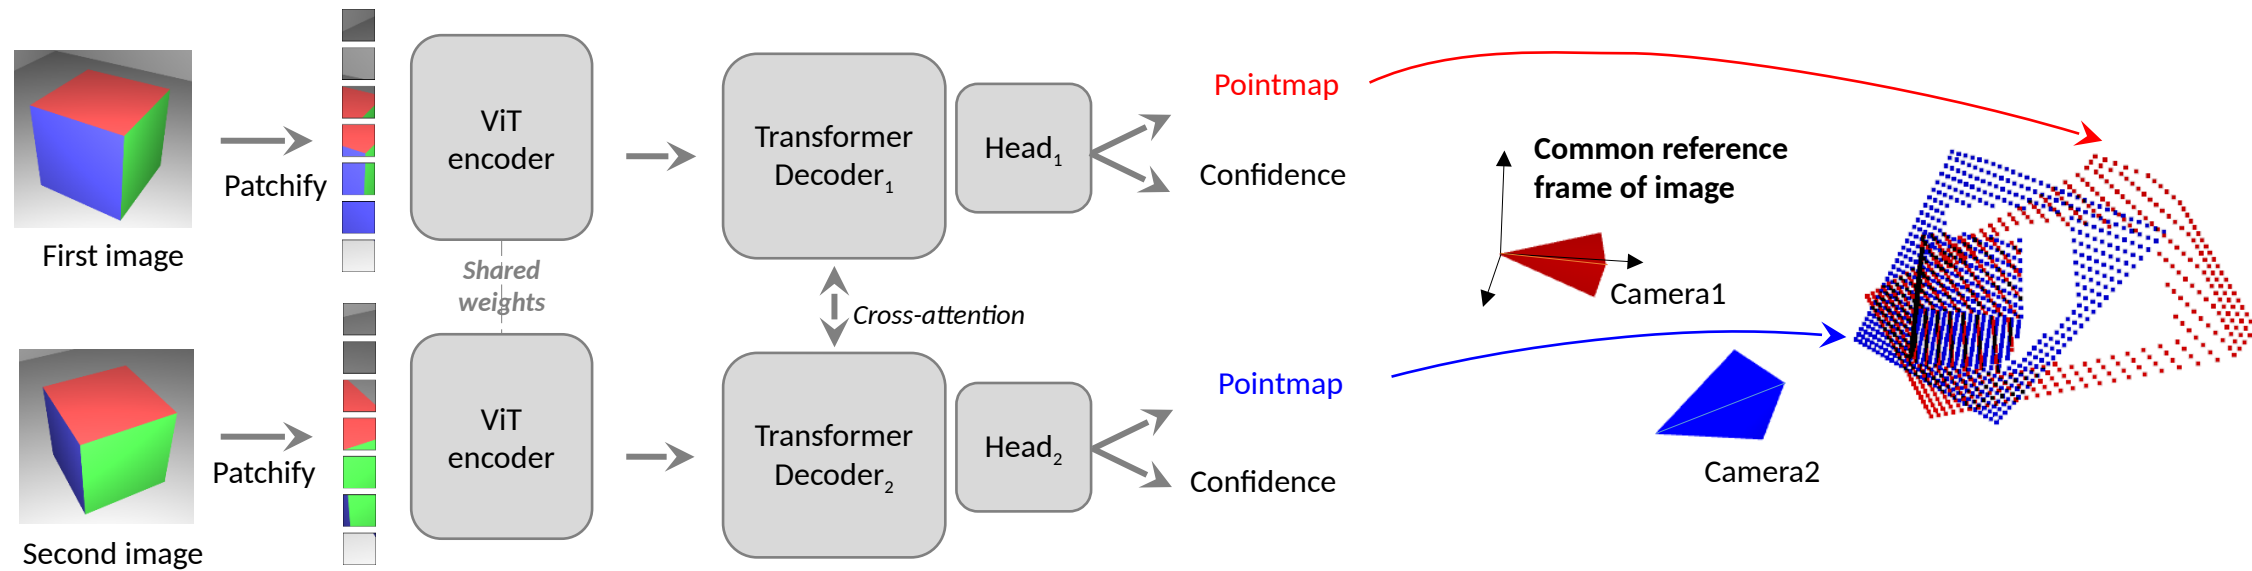 First image
Patchify
ViT
encoder
Shared
weights
Transformer
Decoder₁
Head₁
Pointmap
Confidence
Cross-attention
Second image
Patchify
ViT
encoder
Transformer
Decoder₂
Head₂
Pointmap
Confidence
Common reference
frame of image
Camera1
Camera2